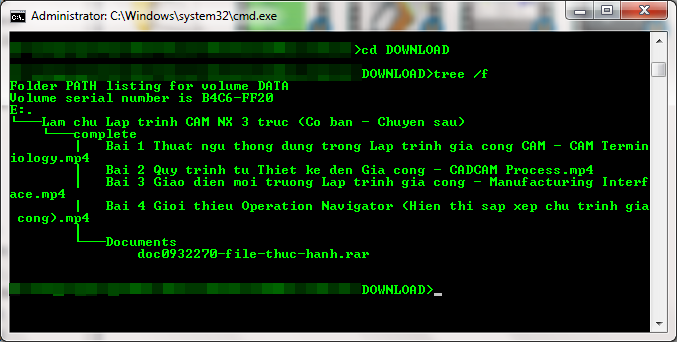 Administrator: C:\Windows\system32\cmd.exe
>cd DOWNLOAD
DOWNLOAD>tree /f
Folder PATH listing for volume DATA
Volume serial number is B4C6-FF20
E:.
└───Lam chu Lap trinh CAM NX 3 truc (Co ban - Chuyen sau)
    └───complete
        │   Bai 1 Thuat ngu thong dung trong Lap trinh gia cong CAM - CAM Termin
iology.mp4
        │   Bai 2 Quy trinh tu Thiet ke den Gia cong - CADCAM Process.mp4
        │   Bai 3 Giao dien moi truong Lap trinh gia cong - Manufacturing Interf
ace.mp4
        │   Bai 4 Gioi thieu Operation Navigator (Hien thi sap xep chu trinh gia
 cong).mp4
        │
        └───Documents
                doc0932270-file-thuc-hanh.rar
DOWNLOAD>_